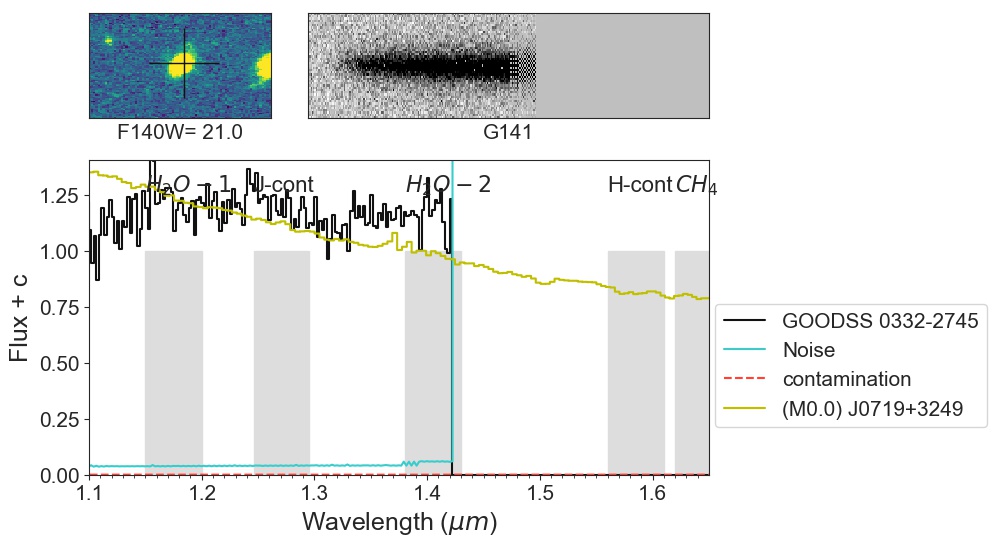 F140W= 21.0
G141
H₂O − 1
J-cont
H₂O − 2
H-cont
CH₄
1.25
1.00
0.75
0.50
0.25
0.00
Flux + c
1.1
1.2
1.3
1.4
1.5
1.6
Wavelength (μm)
GOODSS 0332-2745
Noise
contamination
(M0.0) J0719+3249